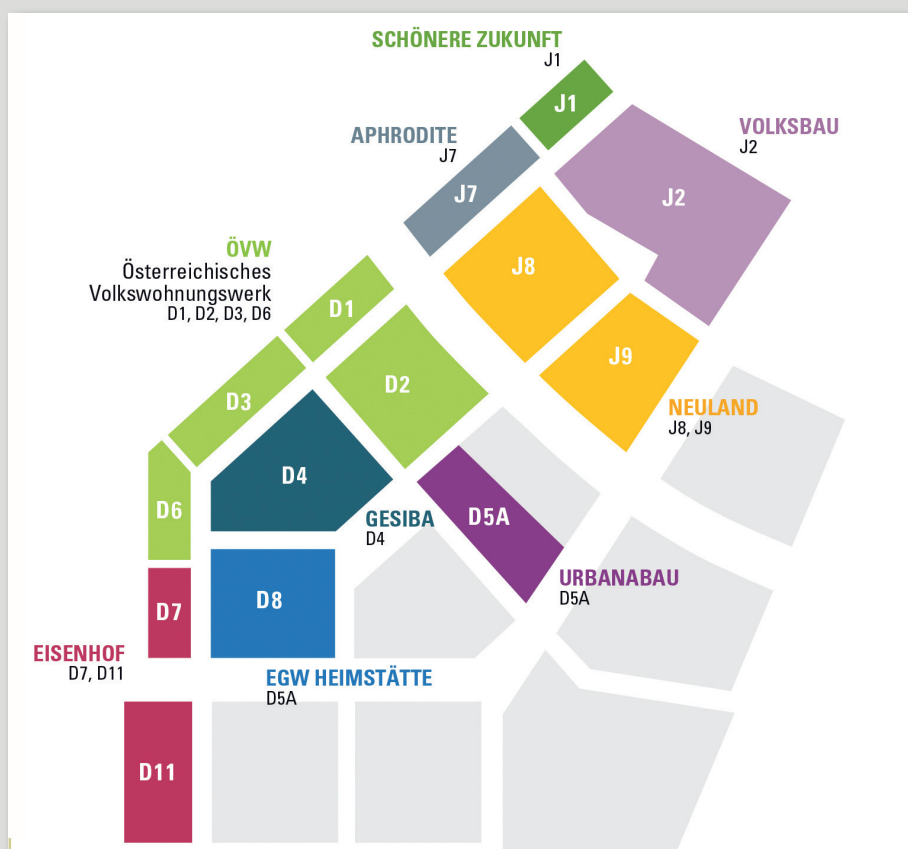 SCHÖNERE ZUKUNFT
J1
J1
APHRODITE
J7
J7
VOLKSBAU
J2
J2
ÖVW
Österreichisches
Volkswohnungswerk
D1, D2, D3, D6
J8
D1
J9
D2
D3
NEULAND
J8, J9
D4
D6
GESIBA
D4
D5A
URBANABAU
D5A
D8
D7
EISENHOF
D7, D11
EGW HEIMSTÄTTE
D5A
D11